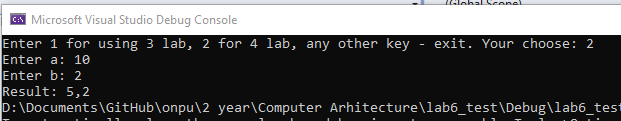 (Global Scope)
Microsoft Visual Studio Debug Console
Enter 1 for using 3 lab, 2 for 4 lab, any other key - exit. Your choose: 2
Enter a: 10
Enter b: 2
Result: 5,2
D:\Documents\GitHub\onpu\2 year\Computer Arhitecture\lab6_test\Debug\lab6_test